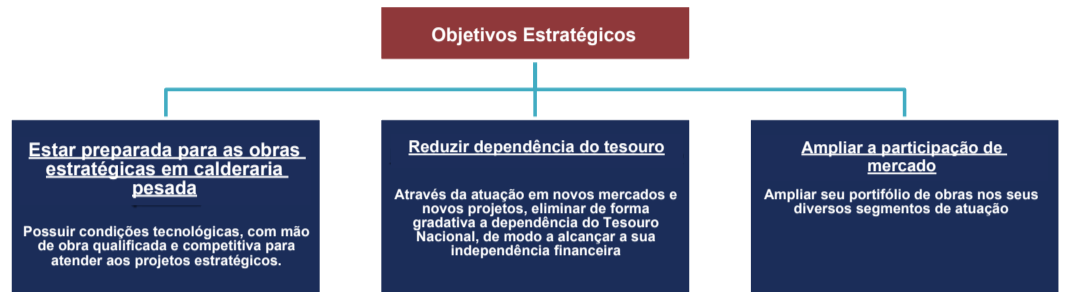 Objetivos Estratégicos
Estar preparada para as obras
estratégicas em calderaria
pesada
Possuir condições tecnológicas, com mão
de obra qualificada e competitiva para
atender aos projetos estratégicos.
Reduzir dependência do tesouro
Através da atuação em novos mercados e
novos projetos, eliminar de forma
gradativa a dependência do Tesouro
Nacional, de modo a alcançar a sua
independência financeira
Ampliar a participação de
mercado
Ampliar seu portifólio de obras nos seus
diversos segmentos de atuação